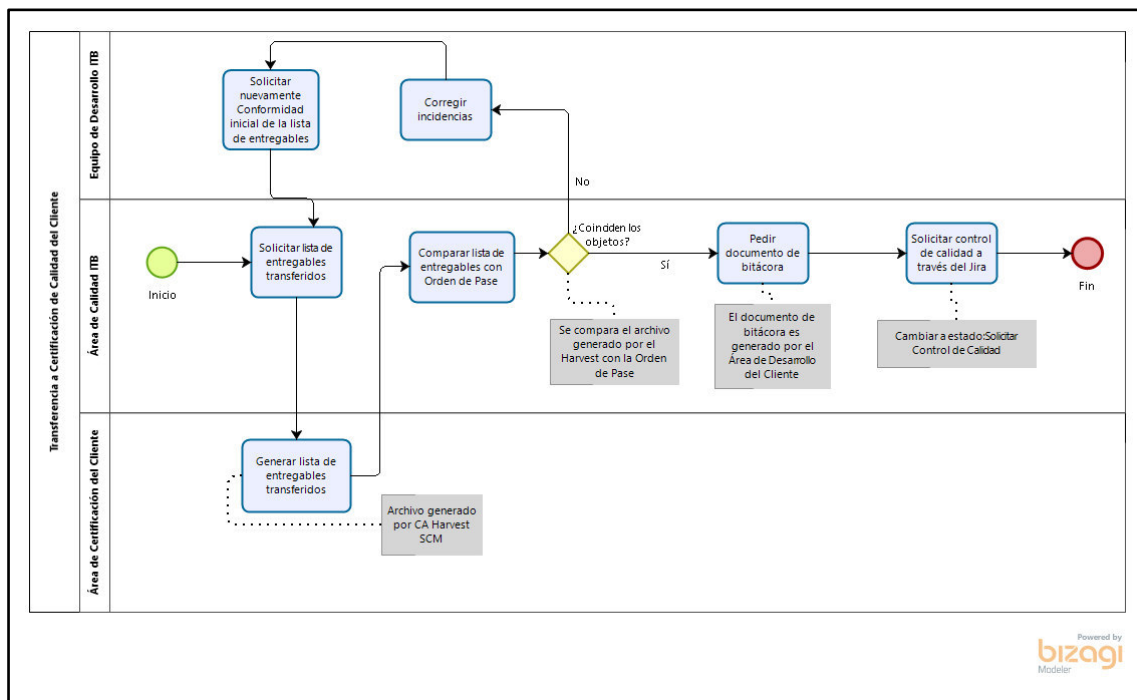 Transferencia a Certificación de Calidad del Cliente
Equipo de Desarrollo ITB
Solicitar
nuevamente
Conformidad
inicial de la lista
de entregables
Corregir
incidencias
No
Área de Calidad ITB
Inicio
Solicitar lista de
entregables
transferidos
Comparar lista de
entregables con
Orden de Pase
¿Coinciden los
objetos?
Sí
Se compara el archivo
generado por el
Harvest con la Orden
de Pase
Pedir
documento de
bitácora
El documento de
bitácora es
generado por el
Área de Desarrollo
del Cliente
Solicitar control
de calidad a
través del Jira
Cambiar a estado:Solicitar
Control de Calidad
Fin
Área de Certificación del Cliente
Generar lista de
entregables
transferidos
Archivo generado
por CA Harvest
SCM
Powered by
bizagi
Modeler